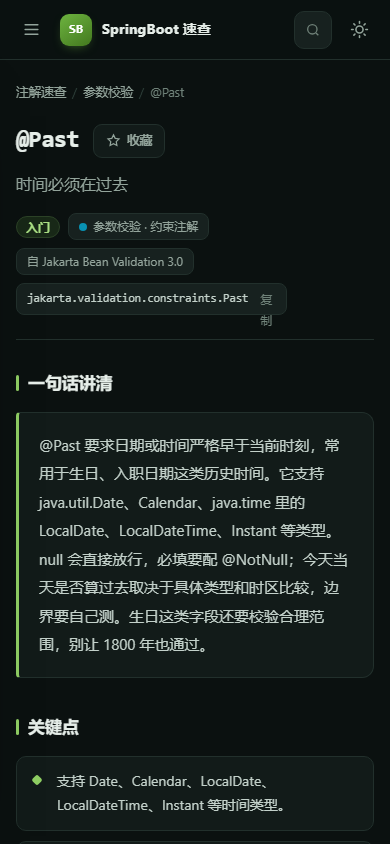 SB SpringBoot 速查
注解速查 / 参数校验 / @Past
@Past 收藏
时间必须在过去
入门 参数校验 · 约束注解
自 Jakarta Bean Validation 3.0
jakarta.validation.constraints.Past 复制
一句话讲清
@Past 要求日期或时间严格早于当前时刻，常
用于生日、入职日期这类历史时间。它支持
java.util.Date、Calendar、java.time 里的
LocalDate、LocalDateTime、Instant 等类型。
null 会直接放行，必填要配 @NotNull；今天当
天是否算过去取决于具体类型和时区比较，边
界要自己测。生日这类字段还要校验合理范
围，别让 1800 年也通过。
关键点
支持 Date、Calendar、LocalDate、
LocalDateTime、Instant 等时间类型。